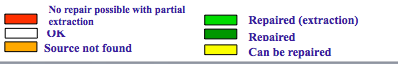 No repair possible with partial
extraction
OK
Source not found
Repaired (extraction)
Repaired
Can be repaired